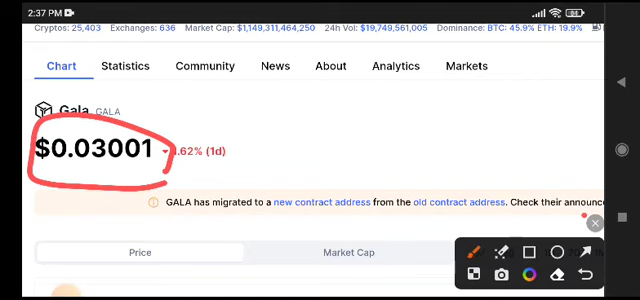 2:37 PM
Cryptos: 25,403 Exchanges: 636 Market Cap: $1,149,311,464,250 24h Vol: $19,749,561,005 Dominance: BTC: 45.9% ETH: 19.9%
Chart Statistics Community News About Analytics Markets
Gala GALA
$0.03001 .62% (1d)
GALA has migrated to a new contract address from the old contract address. Check their announc
Price Market Cap